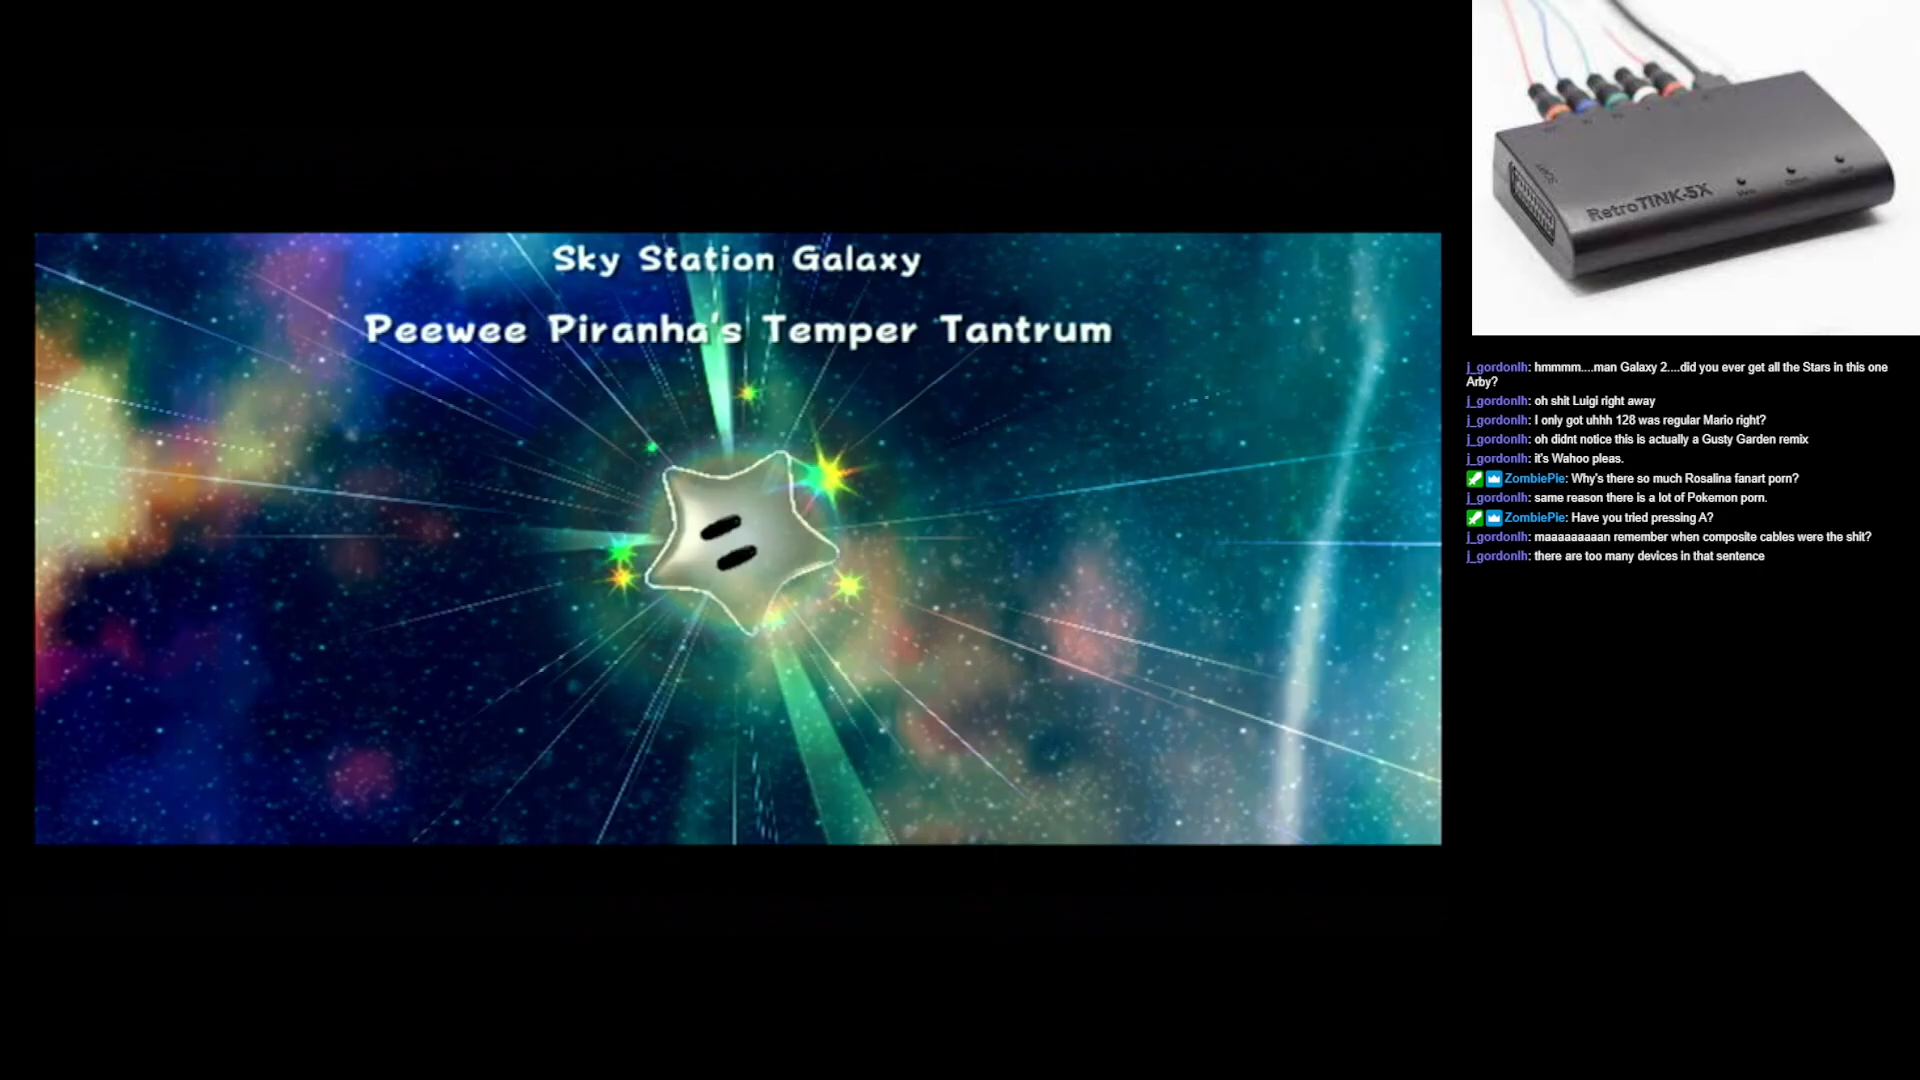 Sky Station Galaxy
Peewee Piranha's Temper Tantrum
RetroTINK-5X
j_gordonlh: hmmmm....man Galaxy 2....did you ever get all the Stars in this one
Arby?
j_gordonlh: oh shit Luigi right away
j_gordonlh: I only got uhhh 128 was regular Mario right?
j_gordonlh: oh didnt notice this is actually a Gusty Garden remix
j_gordonlh: it's Wahoo pleas.
ZombiePie: Why's there so much Rosalina fanart porn?
j_gordonlh: same reason there is a lot of Pokemon porn.
ZombiePie: Have you tried pressing A?
j_gordonlh: maaaaaaaaan remember when composite cables were the shit?
j_gordonlh: there are too many devices in that sentence